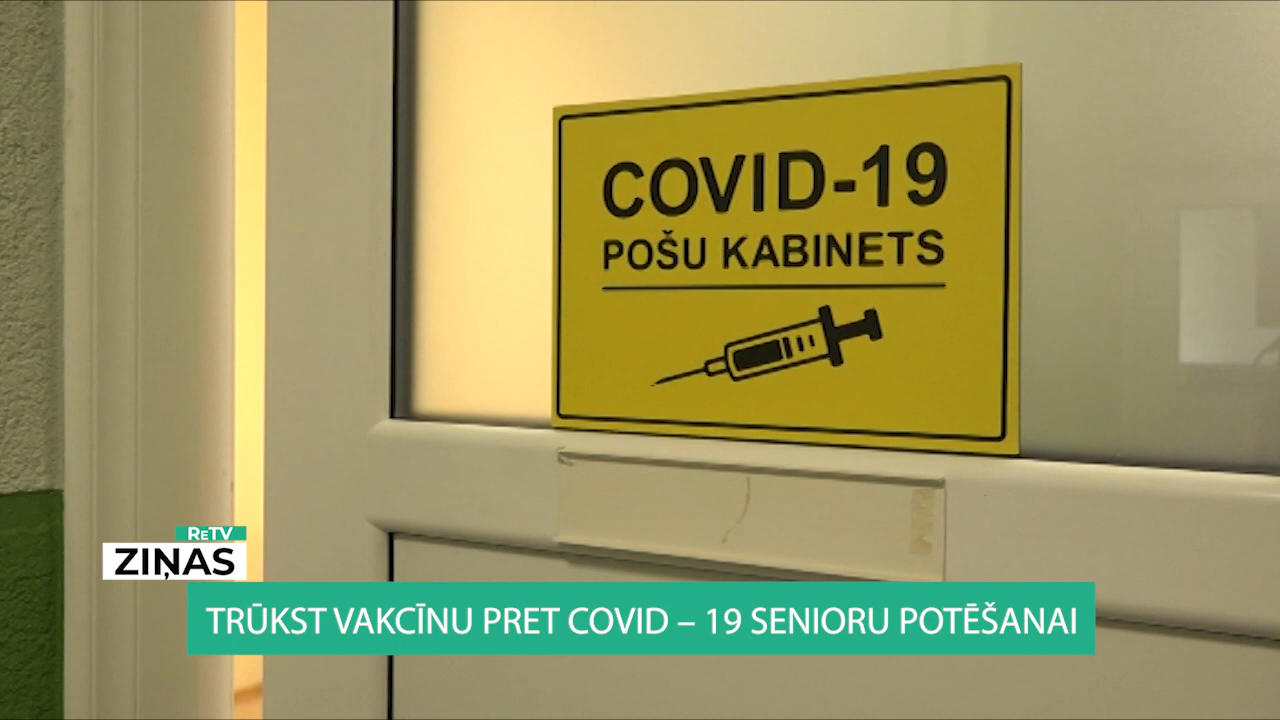 COVID-19
POŠU KABINETS
RETV
ZIŅAS
TRŪKST VAKCĪNU PRET COVID – 19 SENIORU POTĒŠANAI